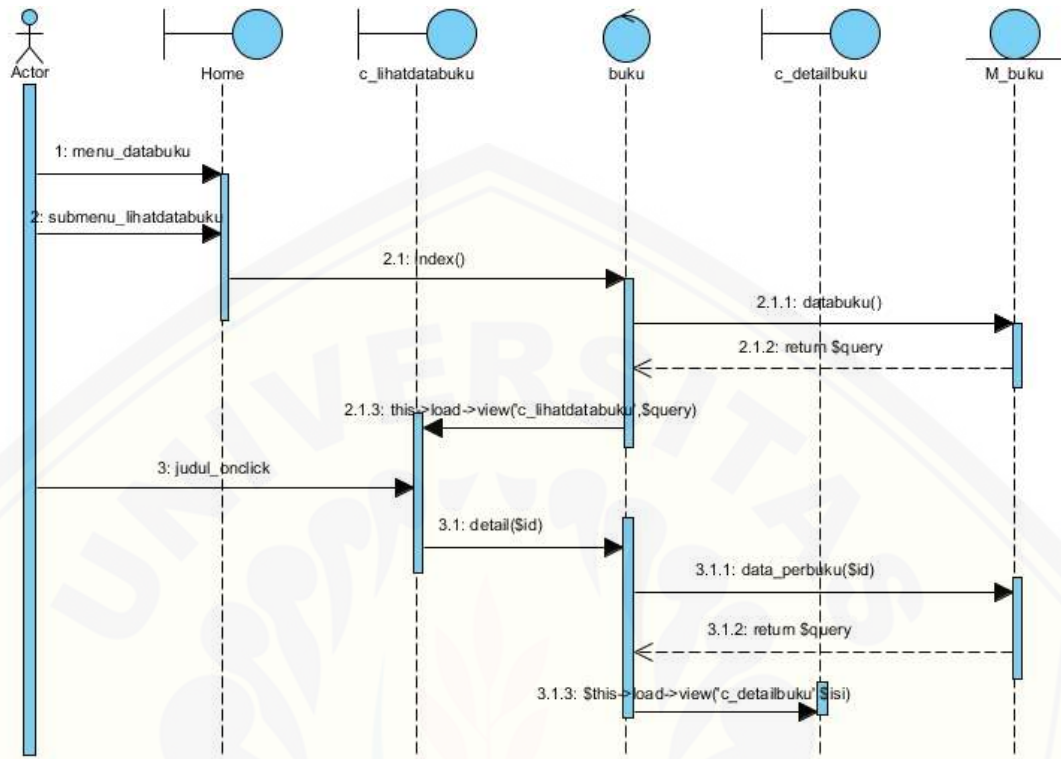 Actor
Home
c_lihatdatabuku
buku
c_detailbuku
M_buku
1: menu_databuku
2: submenu_lihatdatabuku
2.1: index()
2.1.1: databuku()
2.1.2: return $query
2.1.3: this->load->view('c_lihatdatabuku',$query)
3: judul_onclick
3.1: detail($id)
3.1.1: data_perbuku($id)
3.1.2: return $query
3.1.3: $this->load->view('c_detailbuku',$isi)
UNIVERSITAS